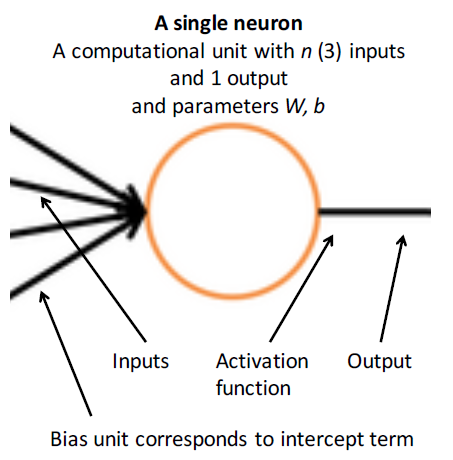 A single neuron
A computational unit with n (3) inputs
and 1 output
and parameters W, b
Inputs
Activation
function
Output
Bias unit corresponds to intercept term